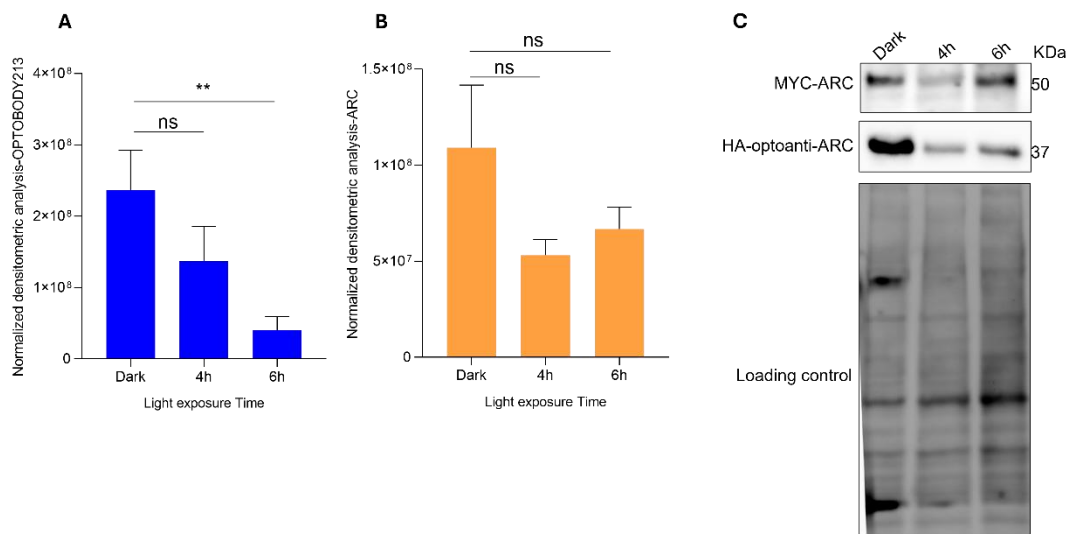 A
Normalized densitometric analysis-OPTOBODY213
4×10⁸
3×10⁸
2×10⁸
1×10⁸
0
**
ns
Dark 4h 6h
Light exposure Time
B
Normalized densitometric analysis-ARC
1.5×10⁸
1×10⁸
5×10⁷
0
ns
ns
Dark 4h 6h
Light exposure Time
C
Dark 4h 6h KDa
MYC-ARC 50
HA-optoanti-ARC 37
Loading control